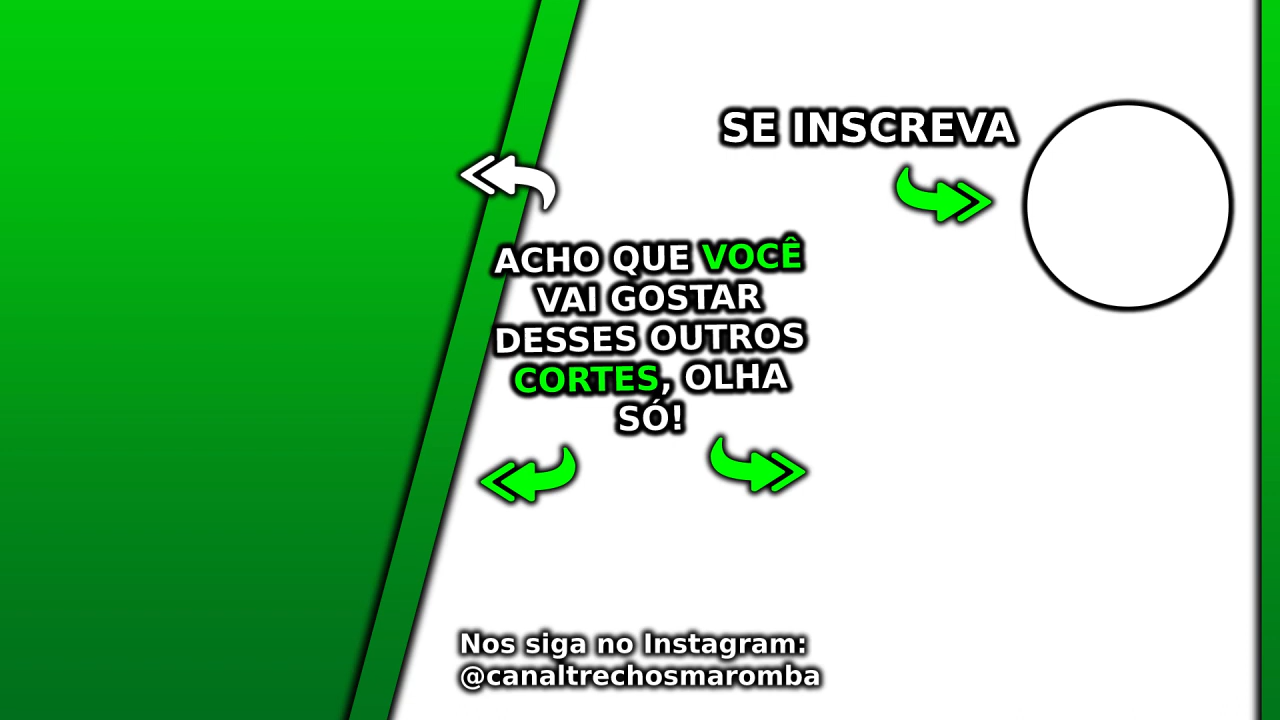 SE INSCREVA
ACHO QUE VOCÊ
VAI GOSTAR
DESSES OUTROS
CORTES, OLHA
SÓ!
Nos siga no Instagram:
@canaltrechosmaromba